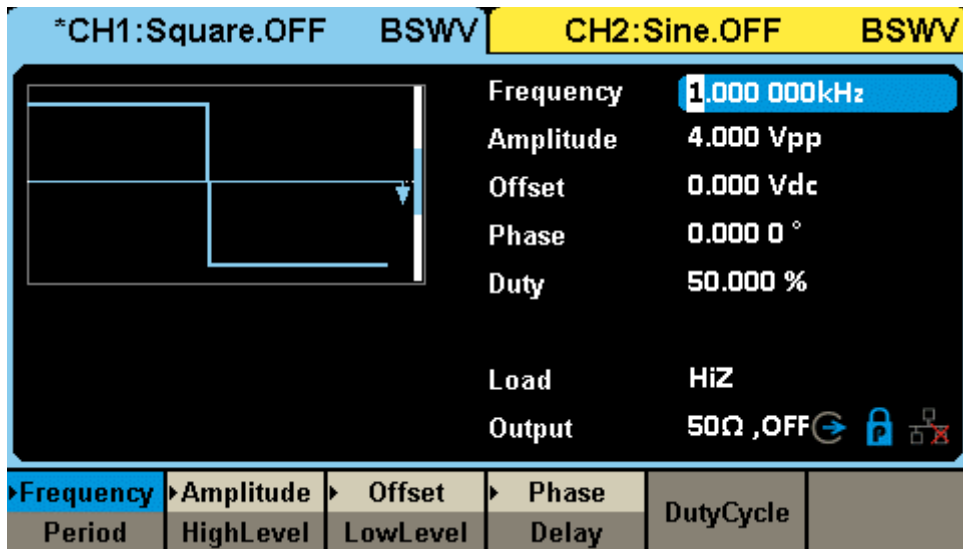 *CH1:Square.OFF BSWV CH2:Sine.OFF BSWV
Frequency 1.000 000kHz
Amplitude 4.000 Vpp
Offset 0.000 Vdc
Phase 0.000 0 °
Duty 50.000 %
Load HiZ
Output 50Ω ,OFF P
Frequency Amplitude Offset Phase DutyCycle
Period HighLevel LowLevel Delay